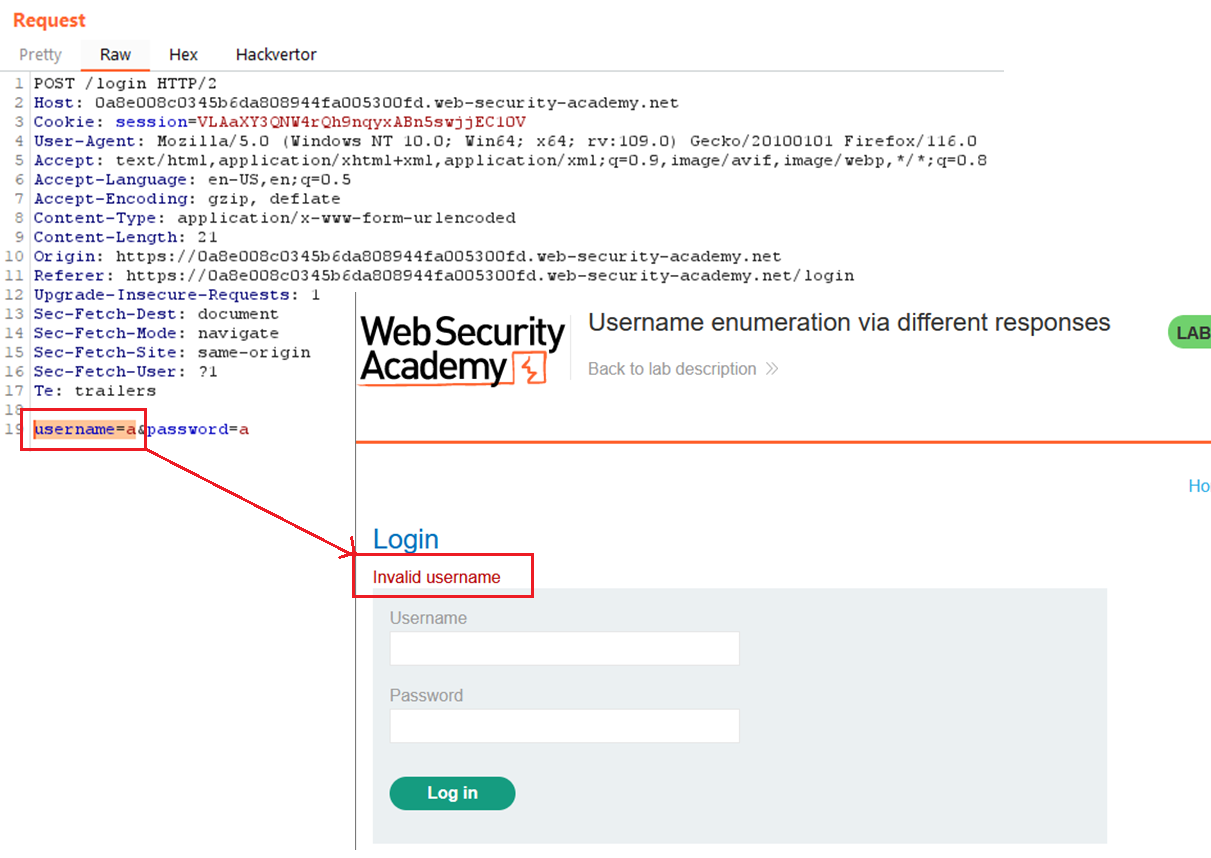 Request
Pretty Raw Hex Hackvertor
1 POST /login HTTP/2
2 Host: 0a8e008c0345b6da808944fa005300fd.web-security-academy.net
3 Cookie: session=VLAaXY3QNW4rQh9nqyxABn5swjjEC1OV
4 User-Agent: Mozilla/5.0 (Windows NT 10.0; Win64; x64; rv:109.0) Gecko/20100101 Firefox/116.0
5 Accept: text/html,application/xhtml+xml,application/xml;q=0.9,image/avif,image/webp,*/*;q=0.8
6 Accept-Language: en-US,en;q=0.5
7 Accept-Encoding: gzip, deflate
8 Content-Type: application/x-www-form-urlencoded
9 Content-Length: 21
10 Origin: https://0a8e008c0345b6da808944fa005300fd.web-security-academy.net
11 Referer: https://0a8e008c0345b6da808944fa005300fd.web-security-academy.net/login
12 Upgrade-Insecure-Requests: 1
13 Sec-Fetch-Dest: document
14 Sec-Fetch-Mode: navigate
15 Sec-Fetch-Site: same-origin
16 Sec-Fetch-User: ?1
17 Te: trailers
18
19 username=a&password=a
WebSecurity
Academy
Username enumeration via different responses
Back to lab description
LAB
Ho
Login
Invalid username
Username
Password
Log in